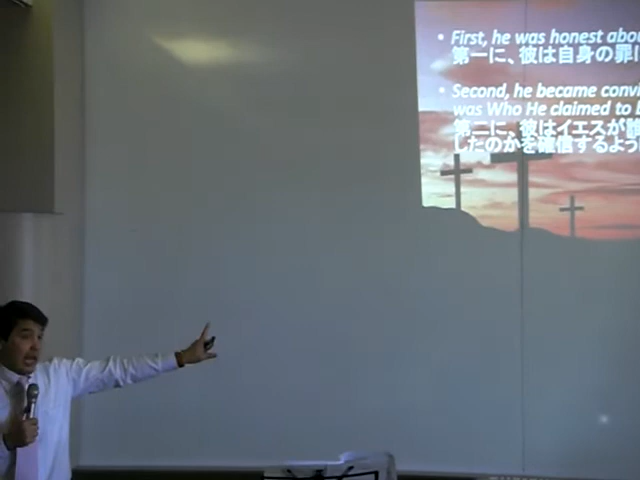 • First, he was honest abou
第一に、彼は自身の罪に
• Second, he became convi
was Who He claimed to b
第二に、彼はイエスが
したのかを確信するよう